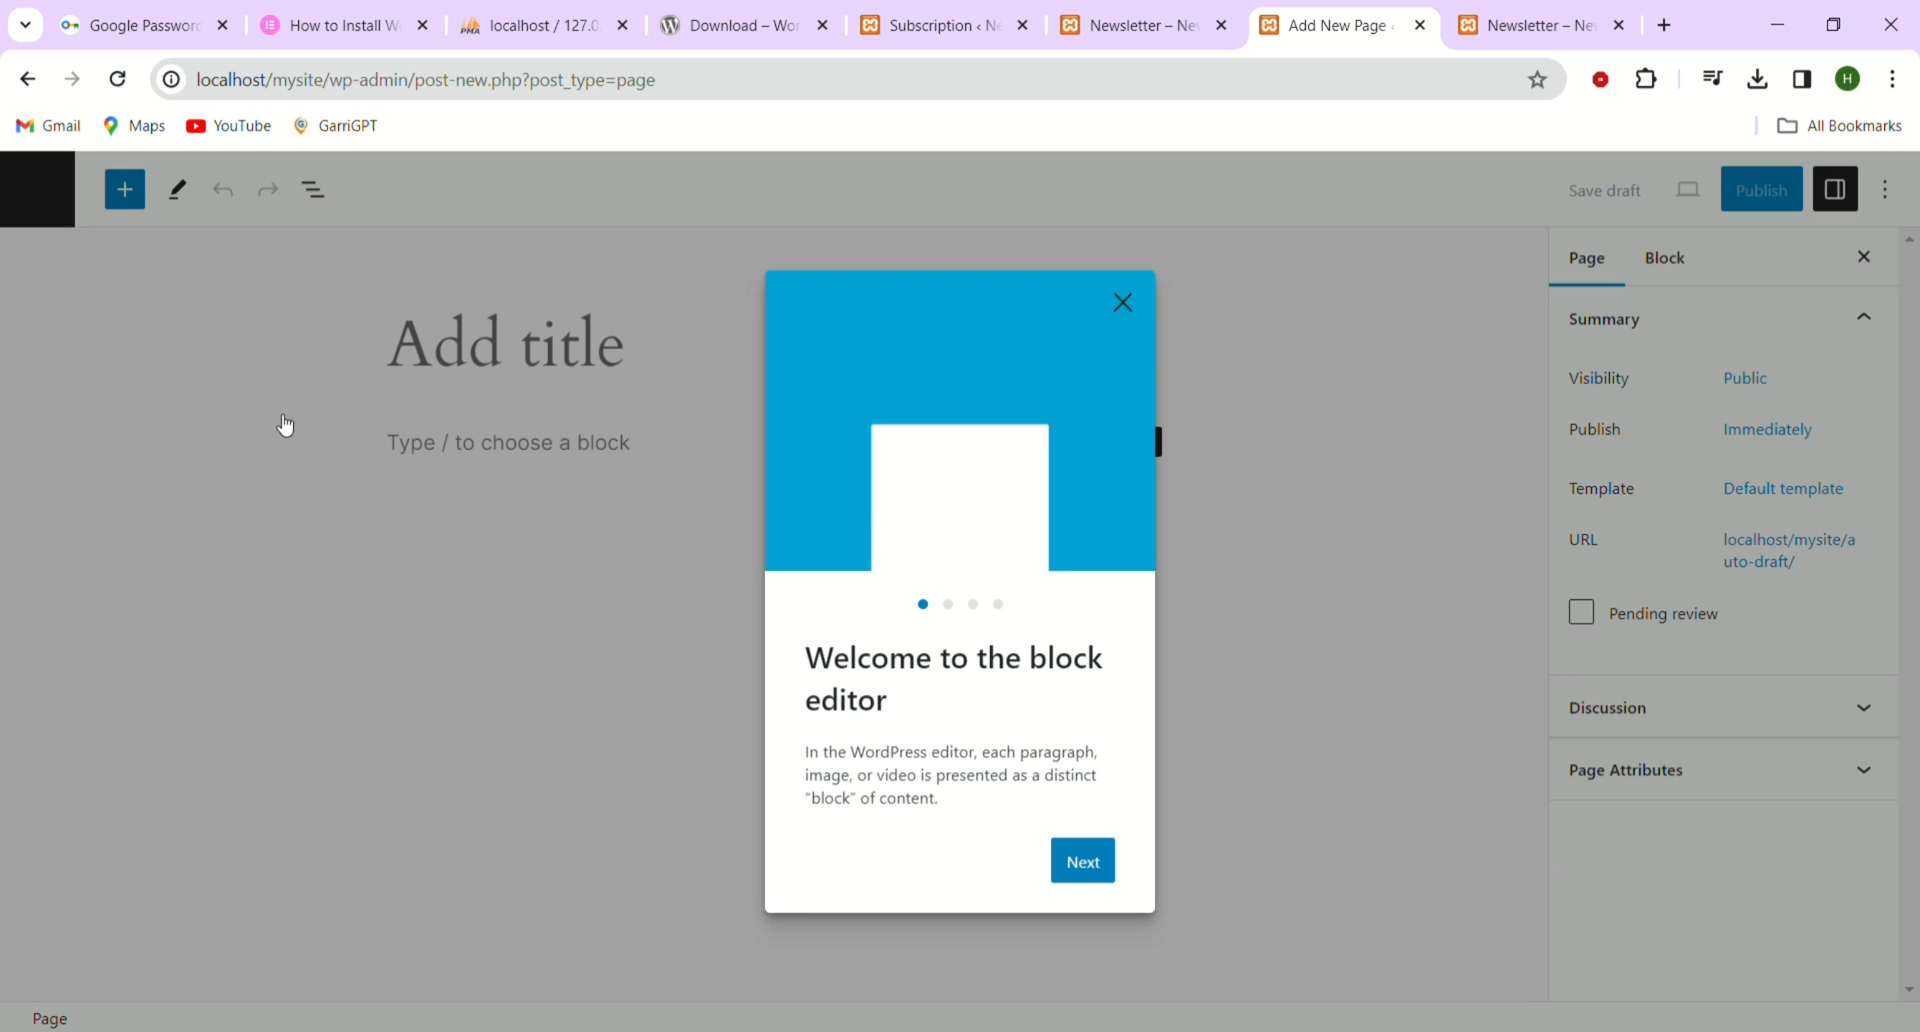 Google Password
How to Install W
localhost / 127.0.
Download – Wor
Subscription ‹ Ne
Newsletter – Ne
Add New Page ‹
Newsletter – Ne
localhost/mysite/wp-admin/post-new.php?post_type=page
H
Gmail
Maps
YouTube
GarriGPT
All Bookmarks
Save draft
Publish
Add title
Type / to choose a block
Welcome to the block
editor
In the WordPress editor, each paragraph,
image, or video is presented as a distinct
“block” of content.
Next
Page
Block
Summary
Visibility
Public
Publish
Immediately
Template
Default template
URL
localhost/mysite/a
uto-draft/
Pending review
Discussion
Page Attributes
Page